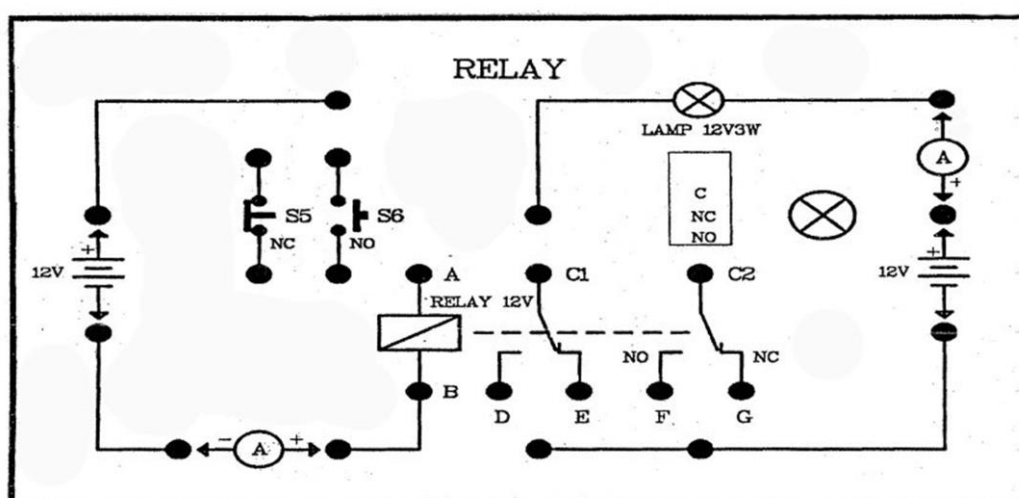 RELAY
LAMP 12V3W
A
+
C
NC
NO
S5
S6
NC
NO
+
12V
A
C1
C2
+
12V
RELAY 12V
NO
NC
B
D
E
F
G
-
A
+